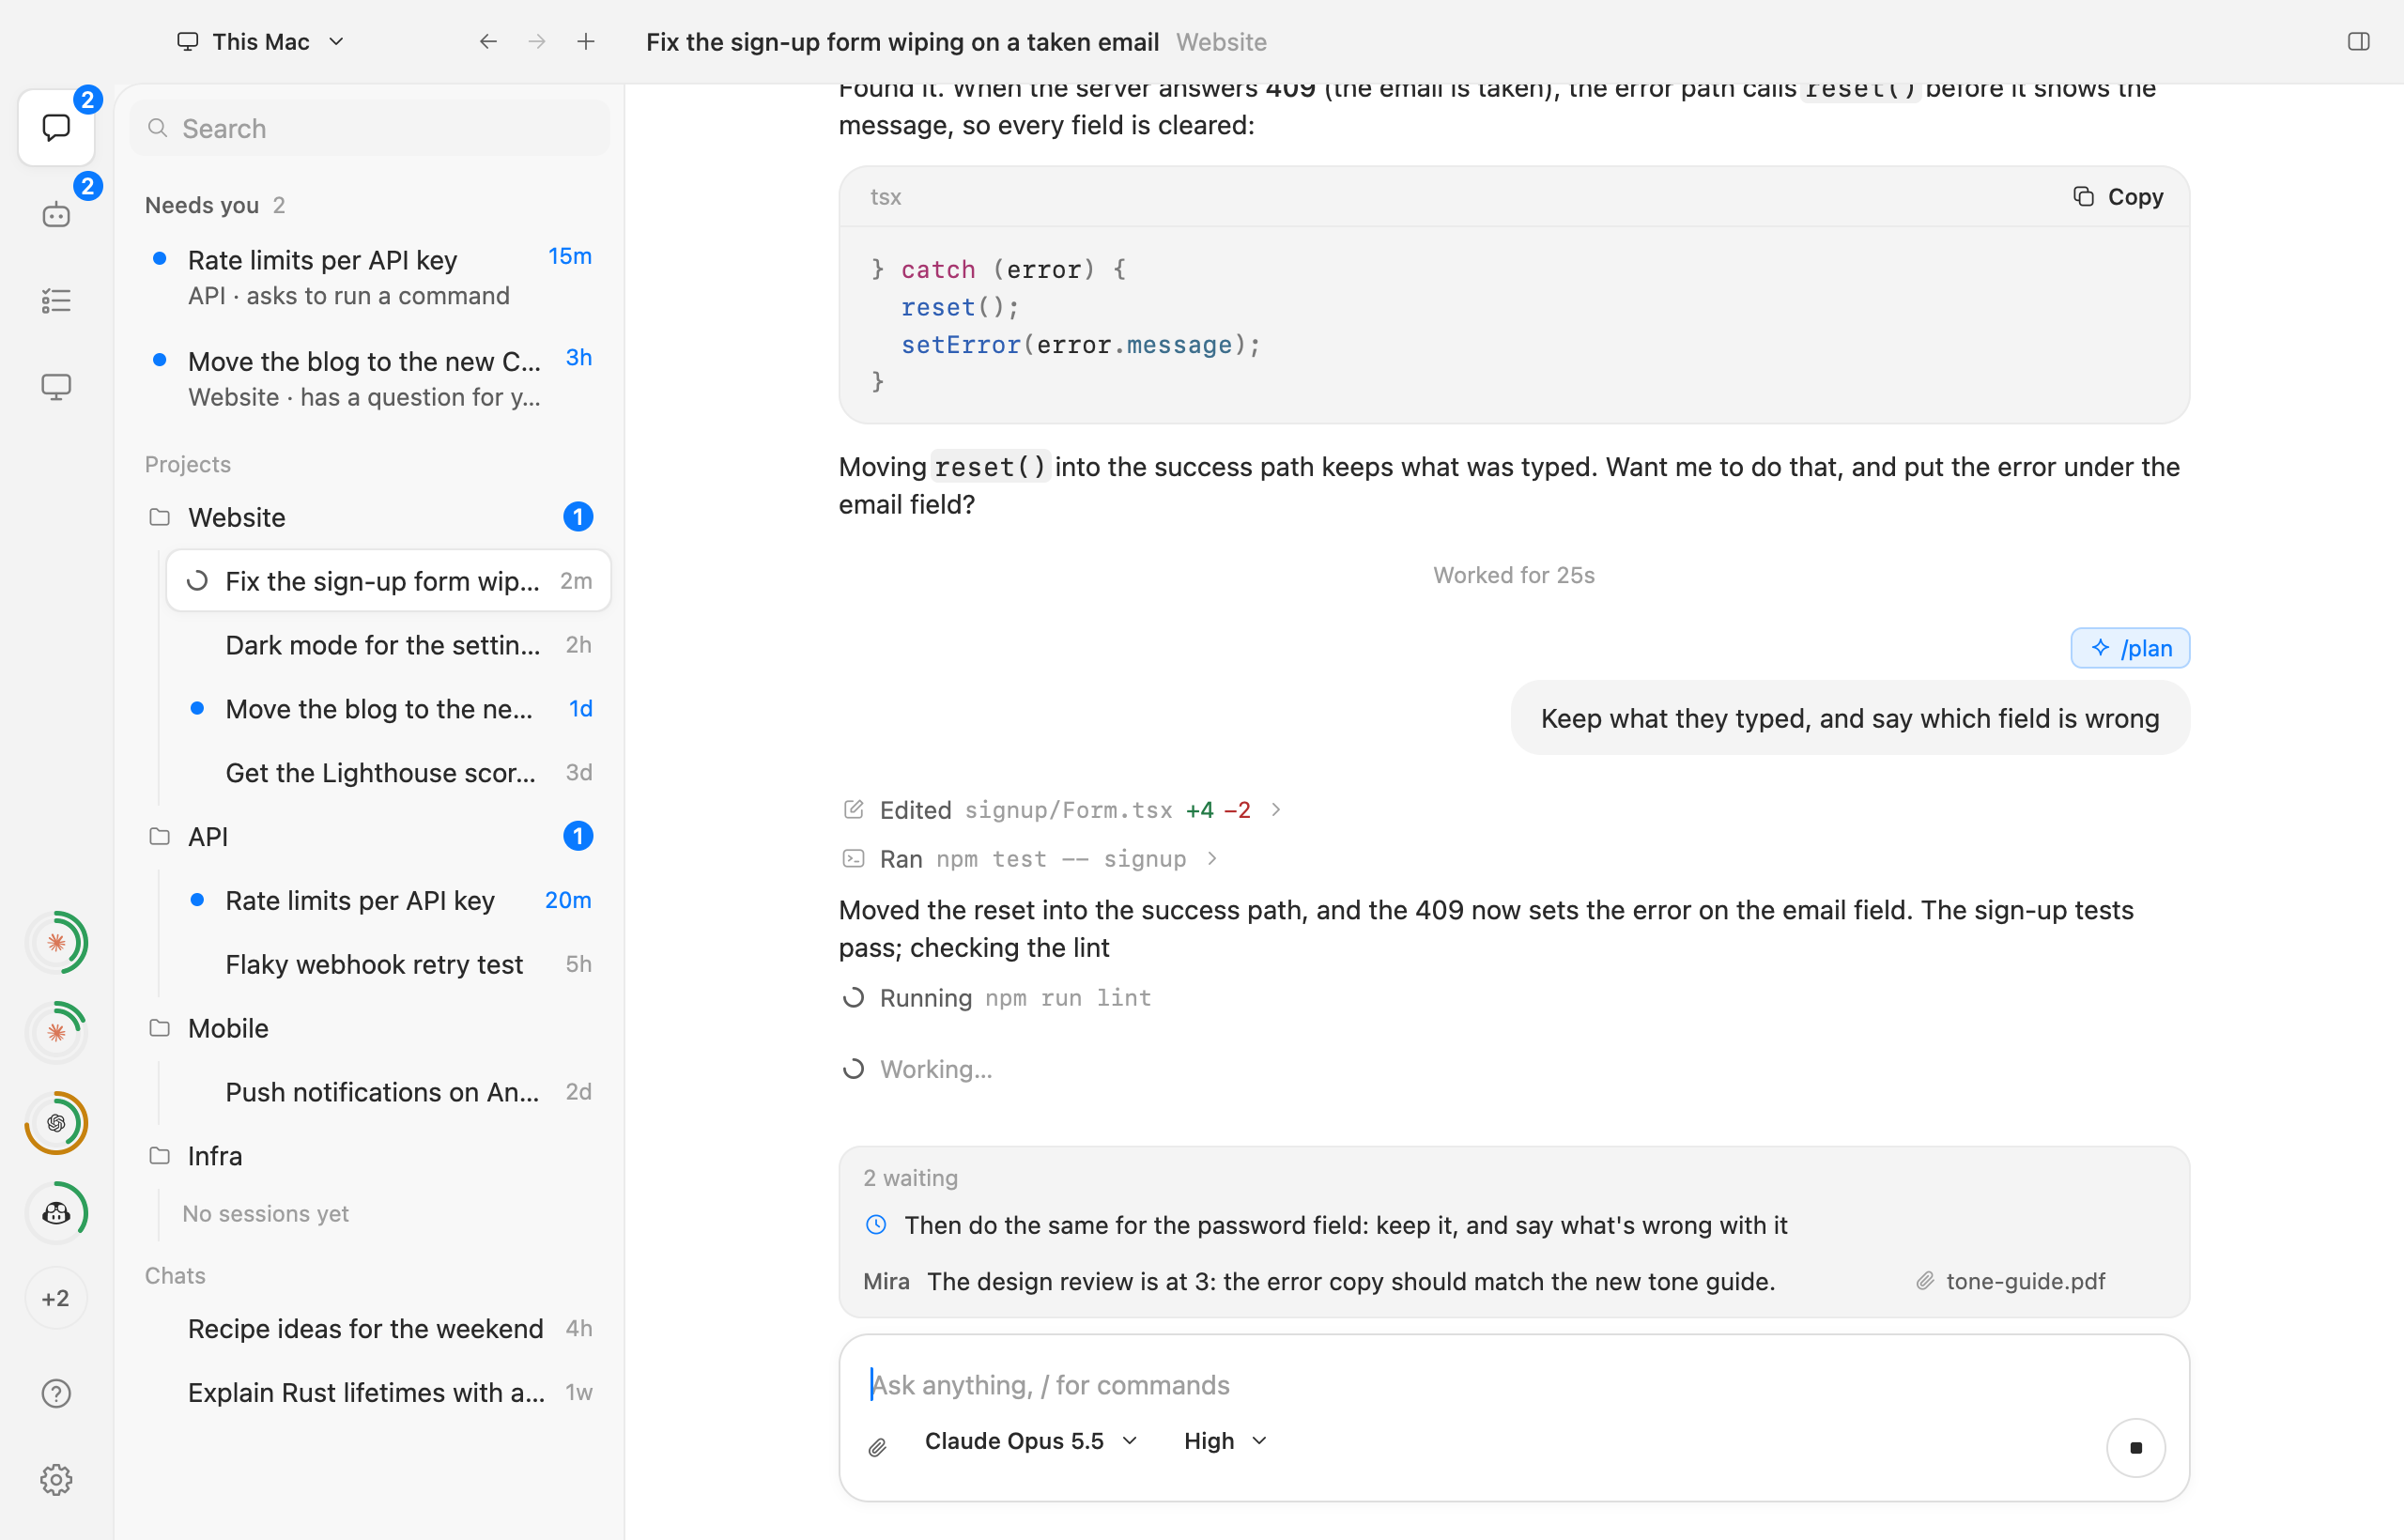 This Mac
Fix the sign-up form wiping on a taken email Website
2
2
Search
Needs you 2
Rate limits per API key 15m
API · asks to run a command
Move the blog to the new C... 3h
Website · has a question for y...
Projects
Website 1
Fix the sign-up form wip... 2m
Dark mode for the settin... 2h
Move the blog to the ne... 1d
Get the Lighthouse scor... 3d
API 1
Rate limits per API key 20m
Flaky webhook retry test 5h
Mobile
Push notifications on An... 2d
Infra
No sessions yet
Chats
Recipe ideas for the weekend 4h
Explain Rust lifetimes with a... 1w
+2
Found it. When the server answers 409 (the email is taken), the error path calls reset() before it shows the
message, so every field is cleared:
tsx
Copy
} catch (error) {
reset();
setError(error.message);
}
Moving reset() into the success path keeps what was typed. Want me to do that, and put the error under the
email field?
Worked for 25s
/plan
Keep what they typed, and say which field is wrong
Edited signup/Form.tsx +4 −2
Ran npm test -- signup
Moved the reset into the success path, and the 409 now sets the error on the email field. The sign-up tests
pass; checking the lint
Running npm run lint
Working...
2 waiting
Then do the same for the password field: keep it, and say what's wrong with it
Mira The design review is at 3: the error copy should match the new tone guide. tone-guide.pdf
Ask anything, / for commands
Claude Opus 5.5 High